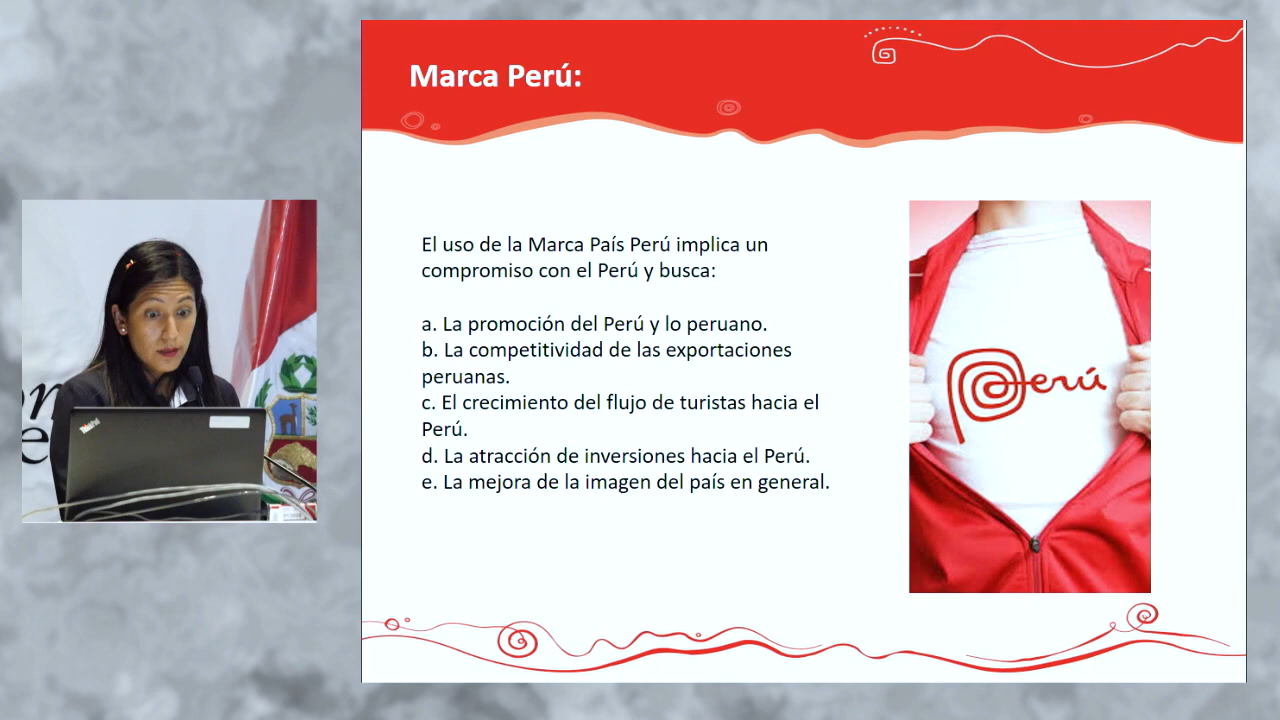 Marca Perú:
El uso de la Marca País Perú implica un
compromiso con el Perú y busca:
a. La promoción del Perú y lo peruano.
b. La competitividad de las exportaciones
peruanas.
c. El crecimiento del flujo de turistas hacia el
Perú.
d. La atracción de inversiones hacia el Perú.
e. La mejora de la imagen del país en general.
Perú
ThinkPad